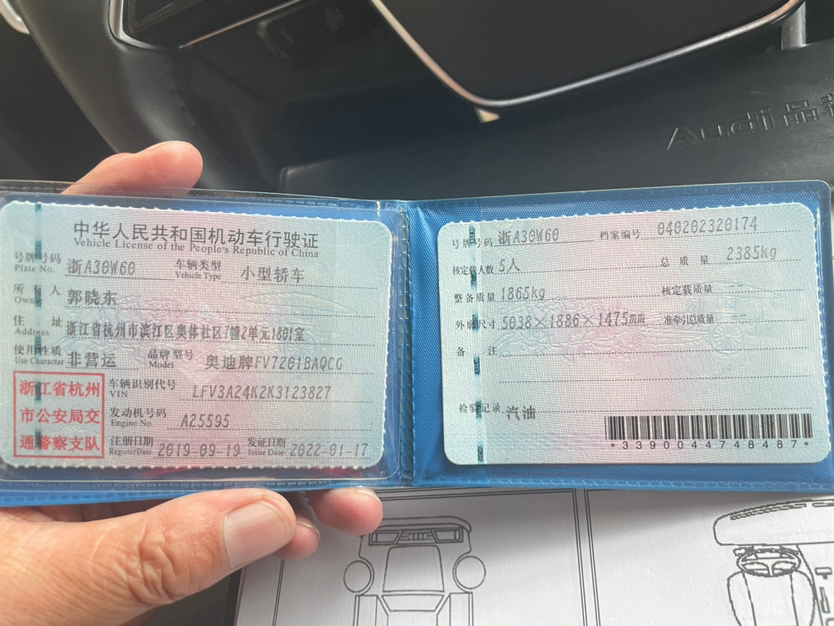 Audi 品
中华人民共和国机动车行驶证
Vehicle License of the People's Republic of China
号牌号码 Plate No. 浙A30W60 车辆类型 Vehicle Type 小型轿车
所有人 Owner 郭晓东
住址 Address 浙江省杭州市滨江区奥体社区7幢2单元1801室
使用性质 Use Character 非营运 品牌型号 Model 奥迪牌FV7201BAQCG
浙江省杭州市公安局交通警察支队
车辆识别代号 VIN LFV3A24K2K3123827
发动机号码 Engine No. A25595
注册日期 Register Date 2019-09-19 发证日期 Issue Date 2022-01-17
号牌号码 浙A30W60 档案编号 040202320174
核定载人数 5人 总质量 2385kg
整备质量 1865kg 核定载质量 --
外廓尺寸 5038×1886×1475mm 准牵引总质量 --
备注
检验记录 汽油
*3390044748487*